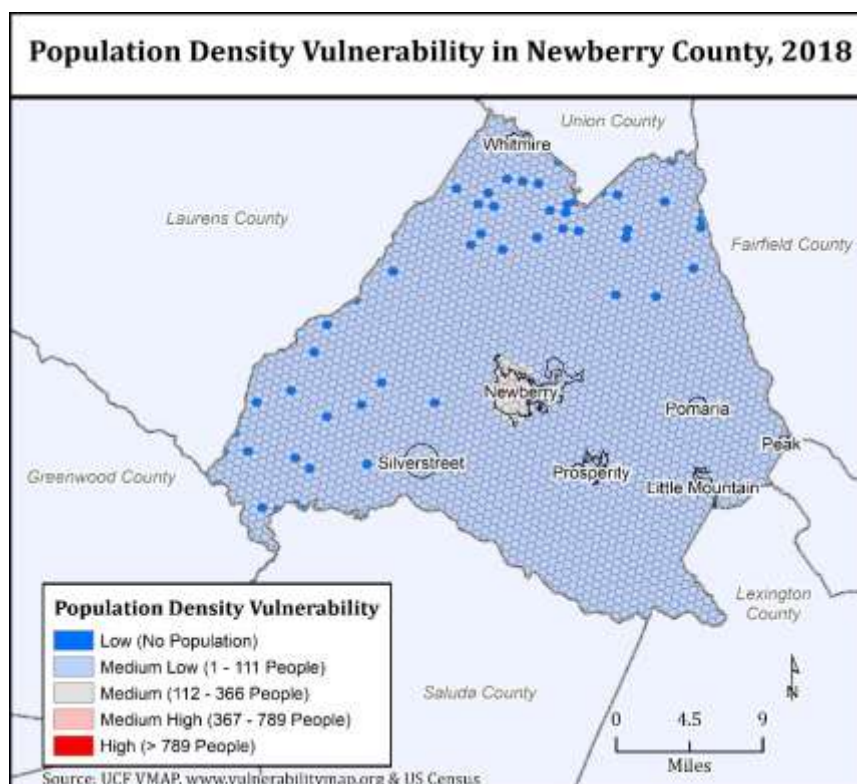 Population Density Vulnerability in Newberry County, 2018
Union County
Whitmire
Laurens County
Fairfield County
Newberry
Pomaria
Peak
Greenwood County
Silverstreet
Prosperity
Little Mountain
Lexington
County
Population Density Vulnerability
Low (No Population)
Medium Low (1 - 111 People)
Medium (112 - 366 People)
Medium High (367 - 789 People)
High (> 789 People)
Saluda County
N
0 4.5 9
Miles
Source: UCF VMAP, www.vulnerabilitymap.org & US Census